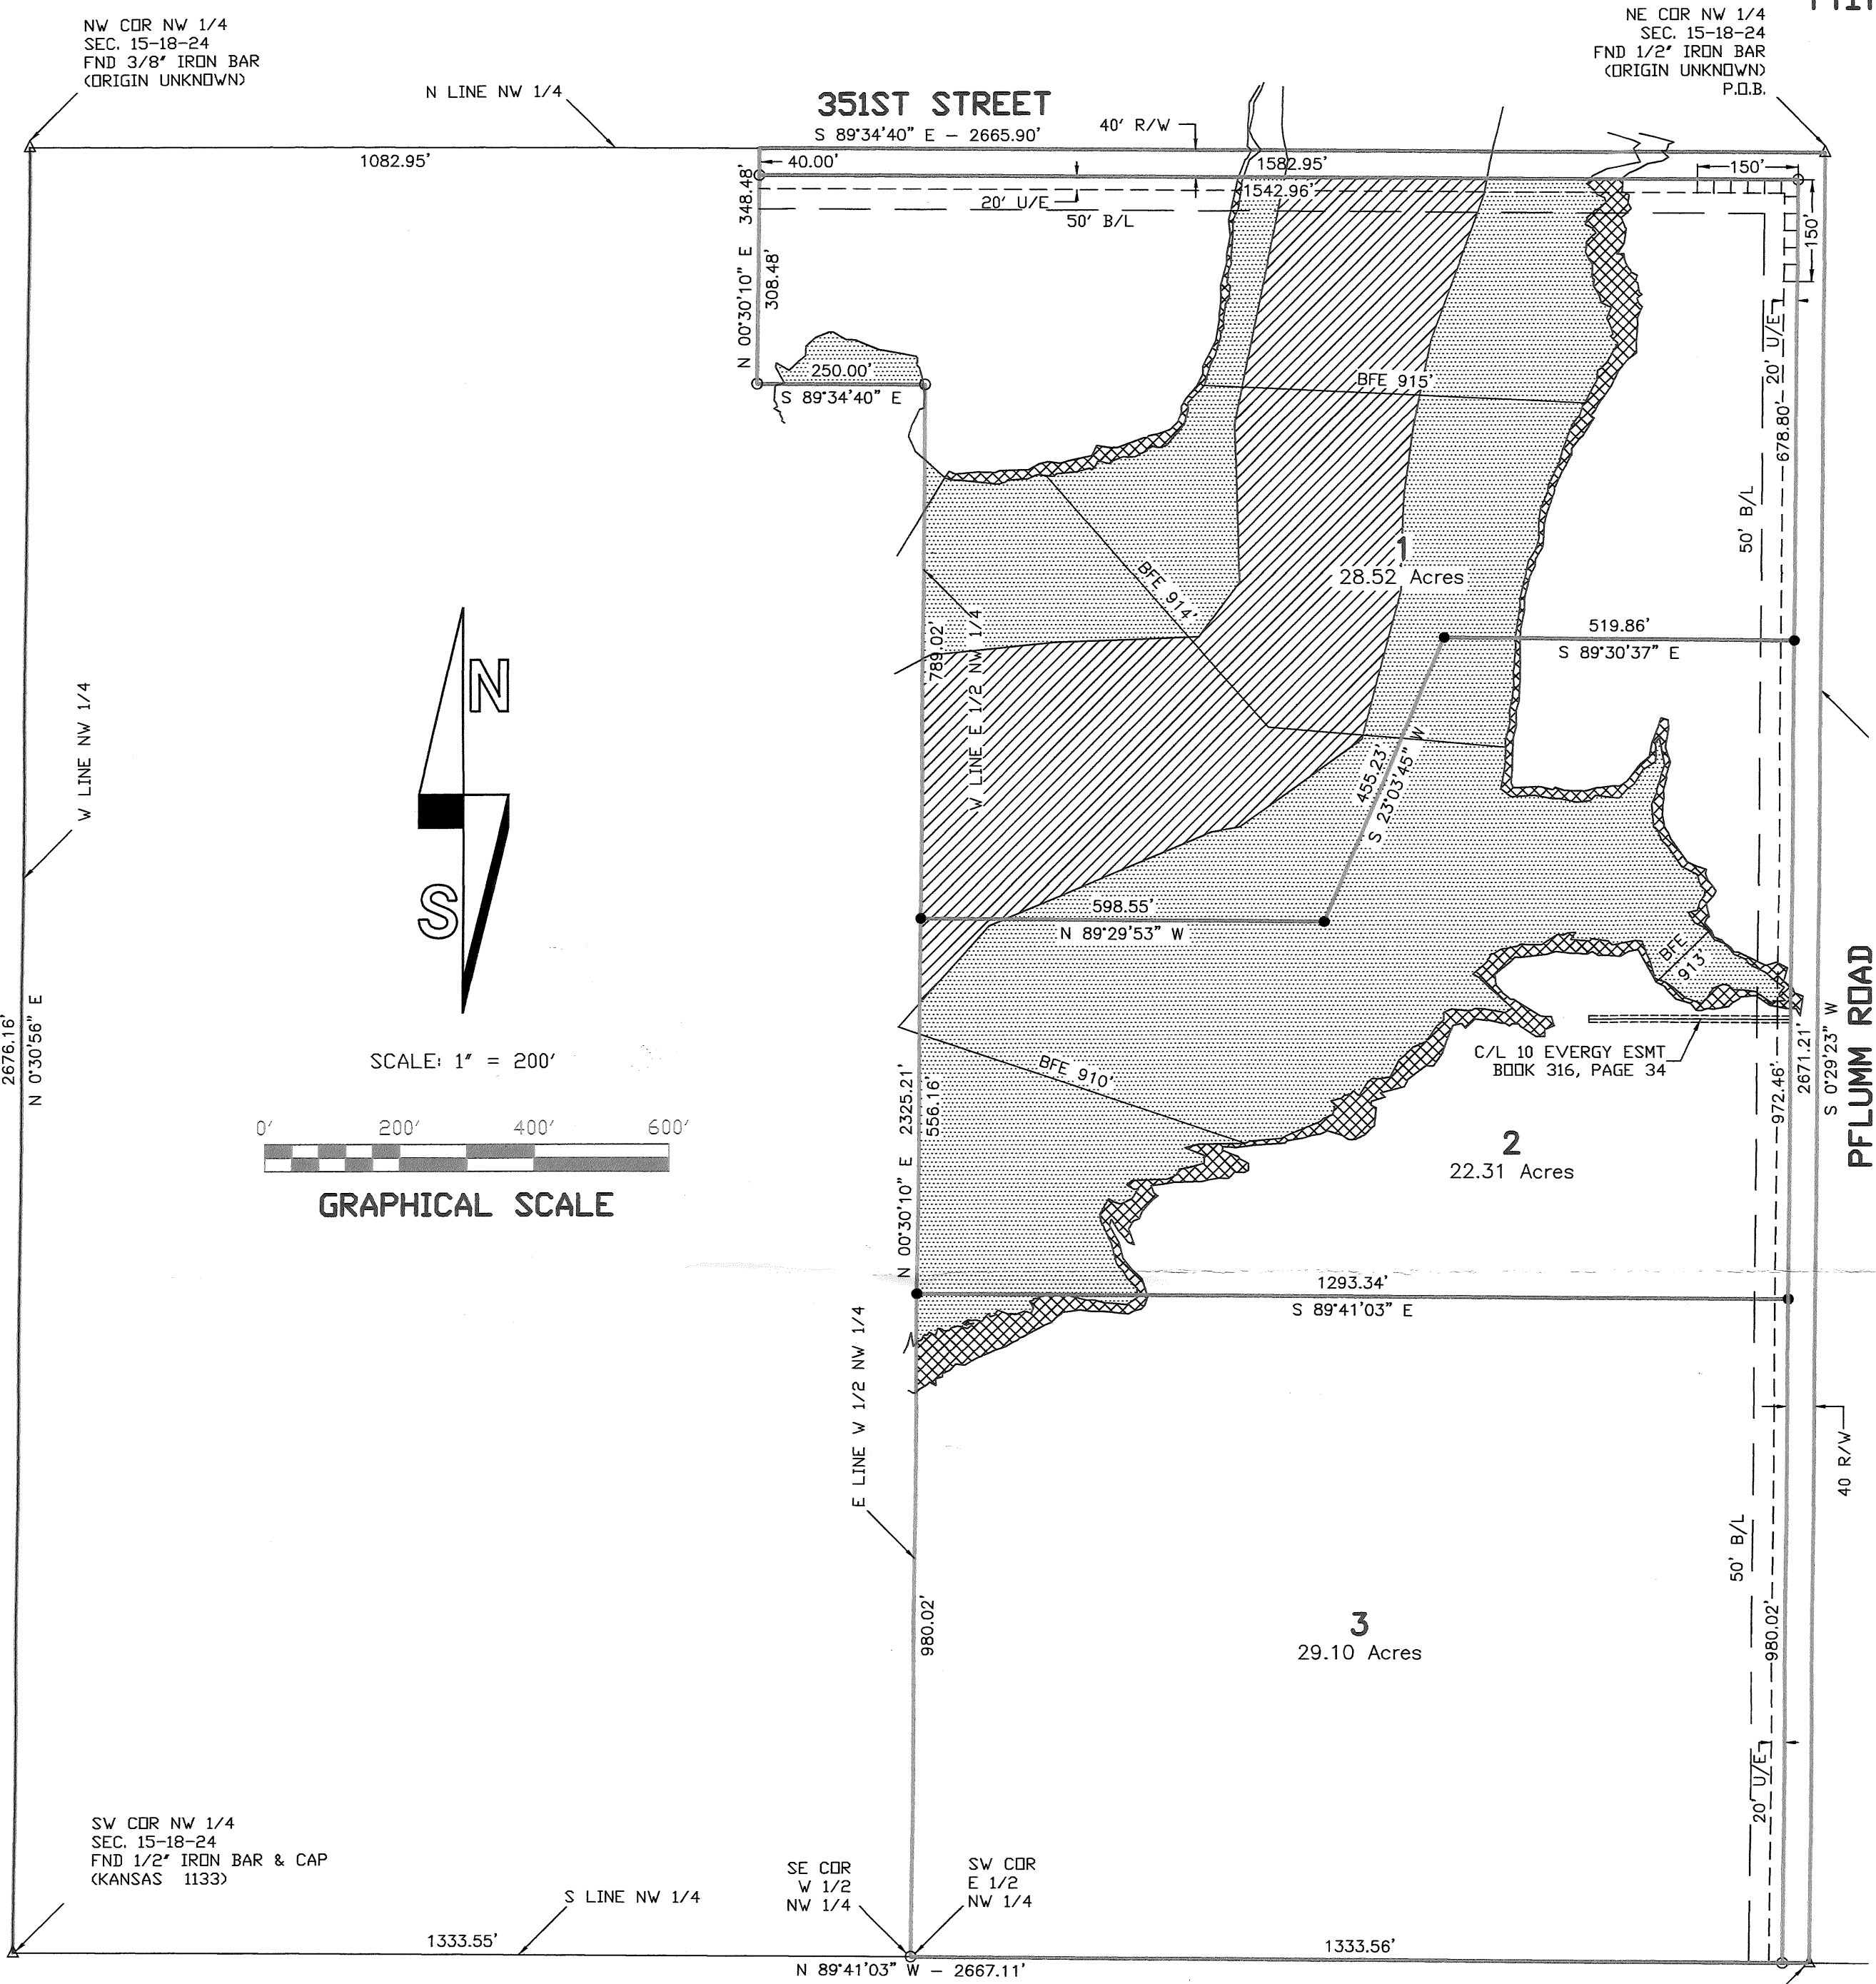 NW COR NW 1/4
SEC. 15-18-24
FND 3/8" IRON BAR
(ORIGIN UNKNOWN)
N LINE NW 1/4
351ST STREET
S 89°34'40" E - 2665.90'
40' R/W
NE COR NW 1/4
SEC. 15-18-24
FND 1/2" IRON BAR
(ORIGIN UNKNOWN)
P.O.B.
1082.95'
40.00'
1582.95'
150'
1542.96'
20' U/E
50' B/L
150'
N 00°30'10" E 348.48'
308.48'
20' U/E
250.00'
S 89°34'40" E
BFE 915'
678.80'
50' B/L
1
28.52 Acres
BFE 914'
519.86'
S 89°30'37" E
789.02'
W LINE E 1/2 NW 1/4
W LINE NW 1/4
N
S
455.23'
S 23°03'45" W
598.55'
N 89°29'53" W
BFE
913'
PFLUMM ROAD
2676.16'
N 0°30'56" E
SCALE: 1" = 200'
0' 200' 400' 600'
GRAPHICAL SCALE
N 00°30'10" E 2325.21'
556.16'
BFE 910'
C/L 10 EVERGY ESMT
BOOK 316, PAGE 34
972.46'
2671.21'
S 0°29'23" W
2
22.31 Acres
1293.34'
S 89°41'03" E
E LINE W 1/2 NW 1/4
40 R/W
50' B/L
980.02'
3
29.10 Acres
980.02'
20' U/E
SW COR NW 1/4
SEC. 15-18-24
FND 1/2" IRON BAR & CAP
(KANSAS 1133)
S LINE NW 1/4
SE COR
W 1/2
NW 1/4
SW COR
E 1/2
NW 1/4
1333.55'
1333.56'
N 89°41'03" W - 2667.11'